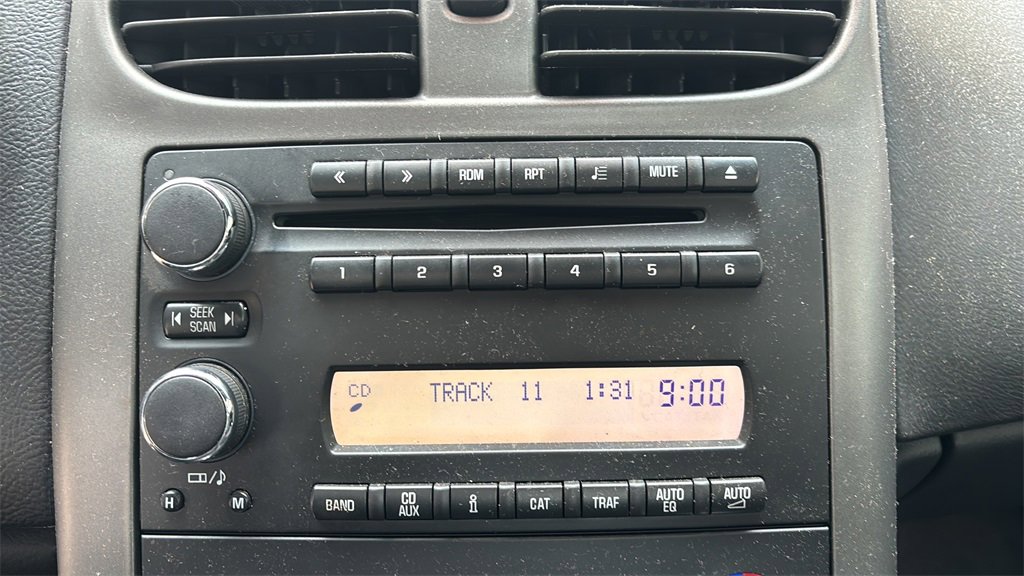 « » RDM RPT MUTE
1 2 3 4 5 6
SEEK
SCAN
CD TRACK 11 1:31 9:00
H M
BAND CD AUX i CAT TRAF AUTO EQ AUTO